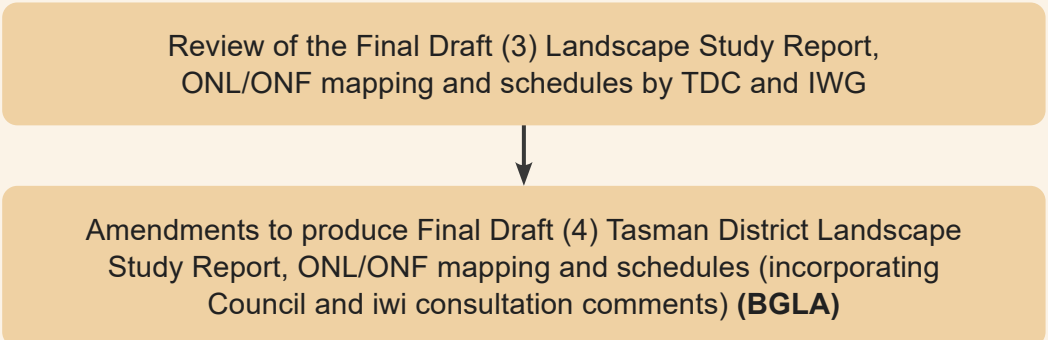 Review of the Final Draft (3) Landscape Study Report,
ONL/ONF mapping and schedules by TDC and IWG
Amendments to produce Final Draft (4) Tasman District Landscape
Study Report, ONL/ONF mapping and schedules (incorporating
Council and iwi consultation comments) (BGLA)